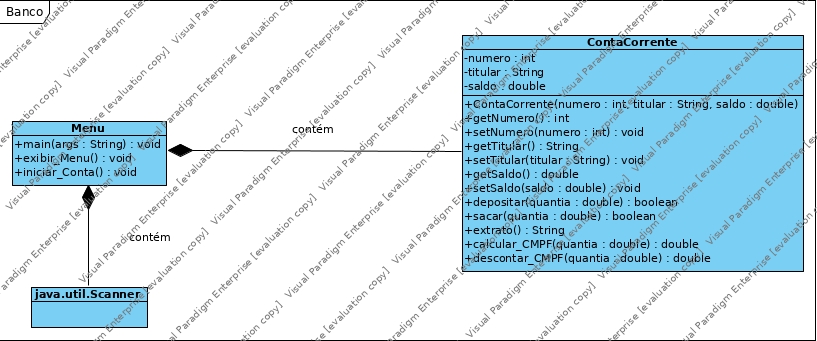 Banco
ContaCorrente
-numero : int
-titular : String
-saldo : double
+ContaCorrente(numero : int, titular : String, saldo : double)
+getNumero() : int
+setNumero(numero : int) : void
+getTitular() : String
+setTitular(titular : String) : void
+getSaldo() : double
+setSaldo(saldo : double) : void
+depositar(quantia : double) : boolean
+sacar(quantia : double) : boolean
+extrato() : String
+calcular_CMPF(quantia : double) : double
+descontar_CMPF(quantia : double) : double
contém
Menu
+main(args : String) : void
+exibir_Menu() : void
+iniciar_Conta() : void
contém
java.util.Scanner
Visual Paradigm Enterprise [evaluation copy]